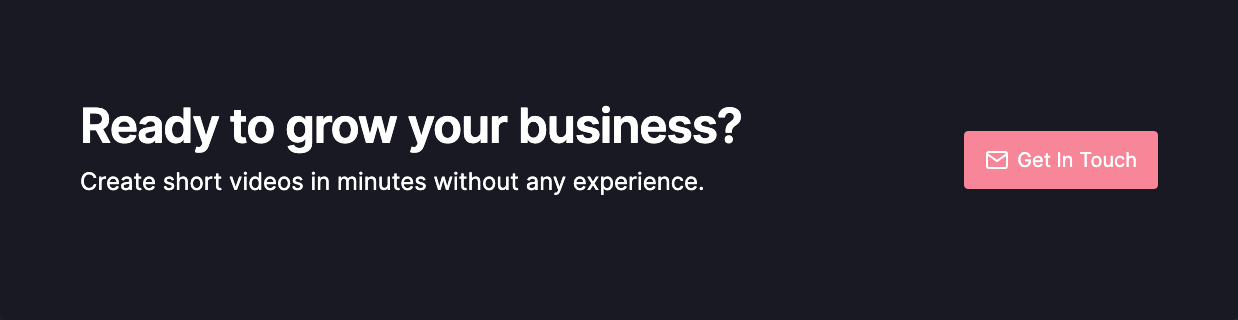 Ready to grow your business?
Create short videos in minutes without any experience.
Get In Touch